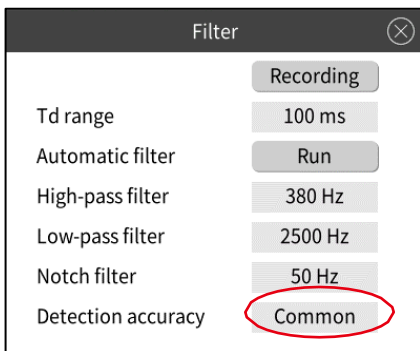 Filter
Recording
Td range 100 ms
Automatic filter Run
High-pass filter 380 Hz
Low-pass filter 2500 Hz
Notch filter 50 Hz
Detection accuracy Common